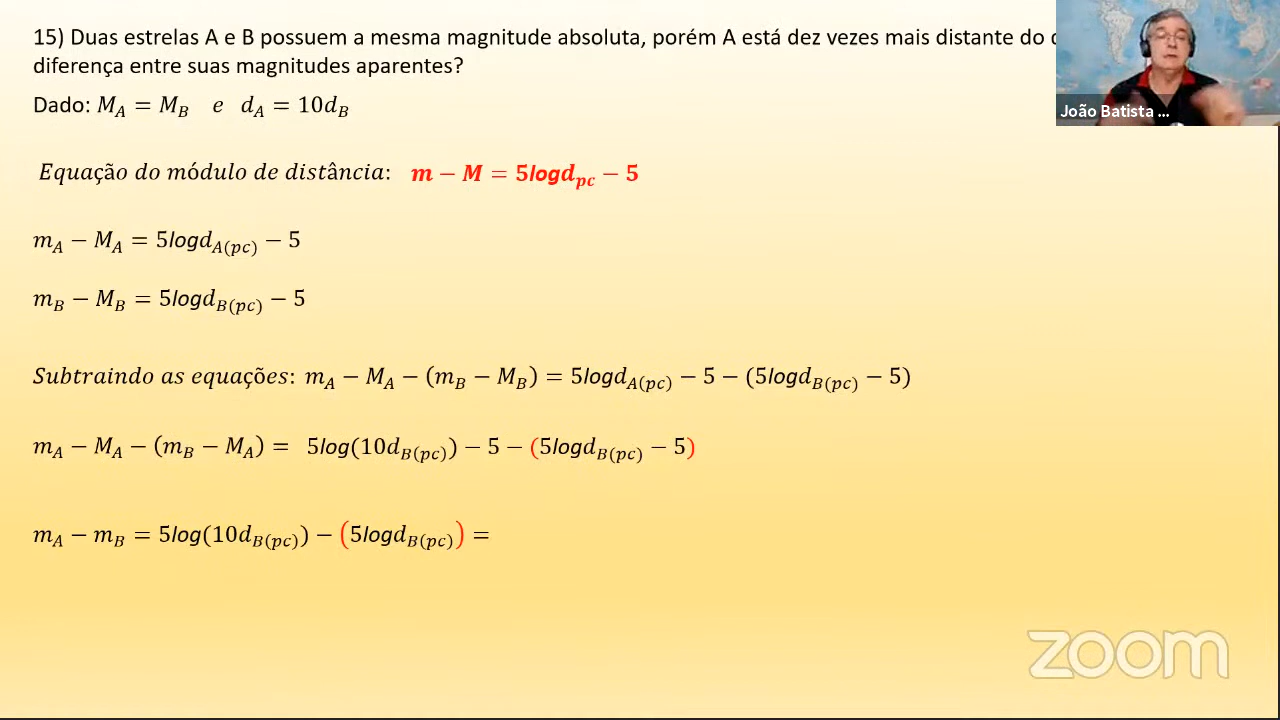 15) Duas estrelas A e B possuem a mesma magnitude absoluta, porém A está dez vezes mais distante do
diferença entre suas magnitudes aparentes?
Dado: M_A = M_B e d_A = 10d_B
Equação do módulo de distância: m − M = 5logd_pc − 5
m_A − M_A = 5logd_A(pc) − 5
m_B − M_B = 5logd_B(pc) − 5
Subtraindo as equações: m_A − M_A − (m_B − M_B) = 5logd_A(pc) − 5 − (5logd_B(pc) − 5)
m_A − M_A − (m_B − M_A) = 5log(10d_B(pc)) − 5 − (5logd_B(pc) − 5)
m_A − m_B = 5log(10d_B(pc)) − (5logd_B(pc)) =
João Batista ...
zoom